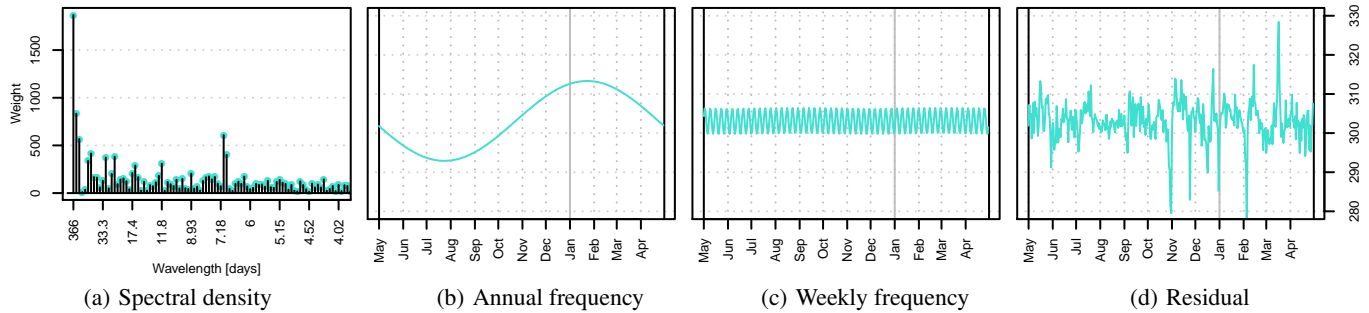 Weight
0
500
1000
1500
366
33.3
17.4
11.8
8.93
7.18
6
5.15
4.52
4.02
Wavelength [days]
(a) Spectral density
May
Jun
Jul
Aug
Sep
Oct
Nov
Dec
Jan
Feb
Mar
Apr
(b) Annual frequency
May
Jun
Jul
Aug
Sep
Oct
Nov
Dec
Jan
Feb
Mar
Apr
(c) Weekly frequency
May
Jun
Jul
Aug
Sep
Oct
Nov
Dec
Jan
Feb
Mar
Apr
280
290
300
310
320
330
(d) Residual